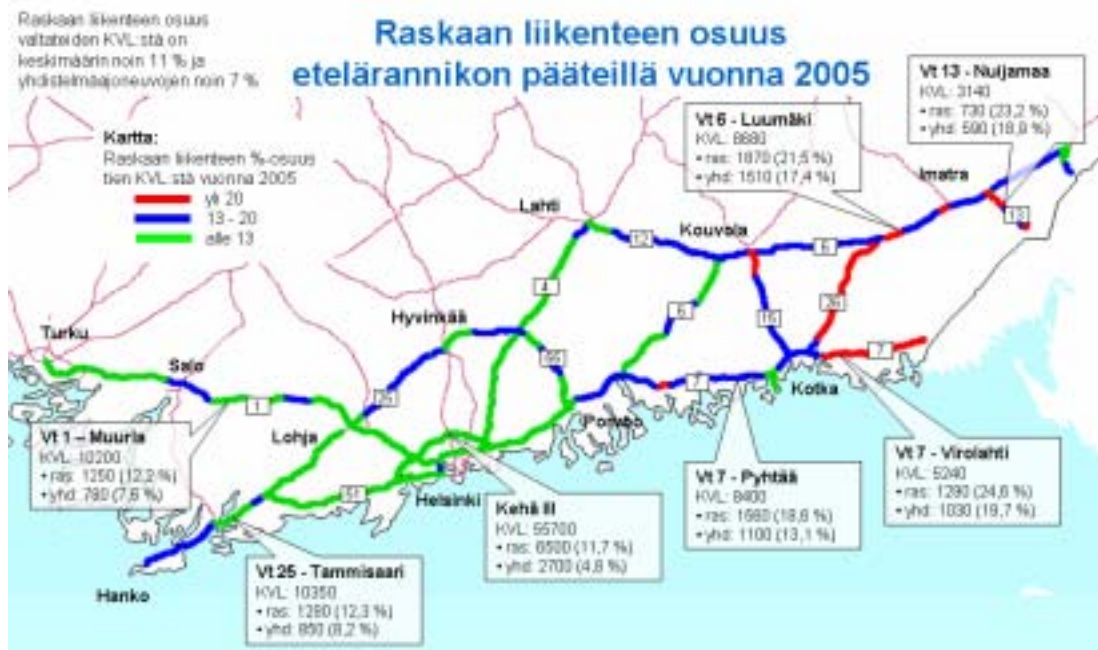 Raskaan liikenteen osuus
valtateiden KVL:stä on
keskimäärin noin 11 % ja
yhdistelmäajoneuvojen noin 7 %
Raskaan liikenteen osuus
etelärannikon pääteillä vuonna 2005
Kartta:
Raskaan liikenteen %-osuus
tien KVL:stä vuonna 2005
yli 20
13 - 20
alle 13
Vt 13 - Nuijamaa
KVL: 3140
• ras: 730 (23,2 %)
• yhd: 590 (18,8 %)
Vt 6 - Luumäki
KVL: 8680
• ras: 1870 (21,5 %)
• yhd: 1510 (17,4 %)
Imatra
13
Lahti
12
Kouvola
6
4
Hyvinkää
6
15
26
7
Turku
Salo
25
55
7
Kotka
1
Lohja
Porvoo
Vt 1 – Muurla
KVL: 10200
• ras: 1250 (12,2 %)
• yhd: 780 (7,6 %)
51
Helsinki
Kehä III
KVL: 55700
• ras: 6500 (11,7 %)
• yhd: 2700 (4,8 %)
Vt 7 - Pyhtää
KVL: 8400
• ras: 1560 (18,6 %)
• yhd: 1100 (13,1 %)
Vt 7 - Virolahti
KVL: 5240
• ras: 1290 (24,6 %)
• yhd: 1030 (19,7 %)
Hanko
Vt 25 - Tammisaari
KVL: 10350
• ras: 1280 (12,3 %)
• yhd: 850 (8,2 %)